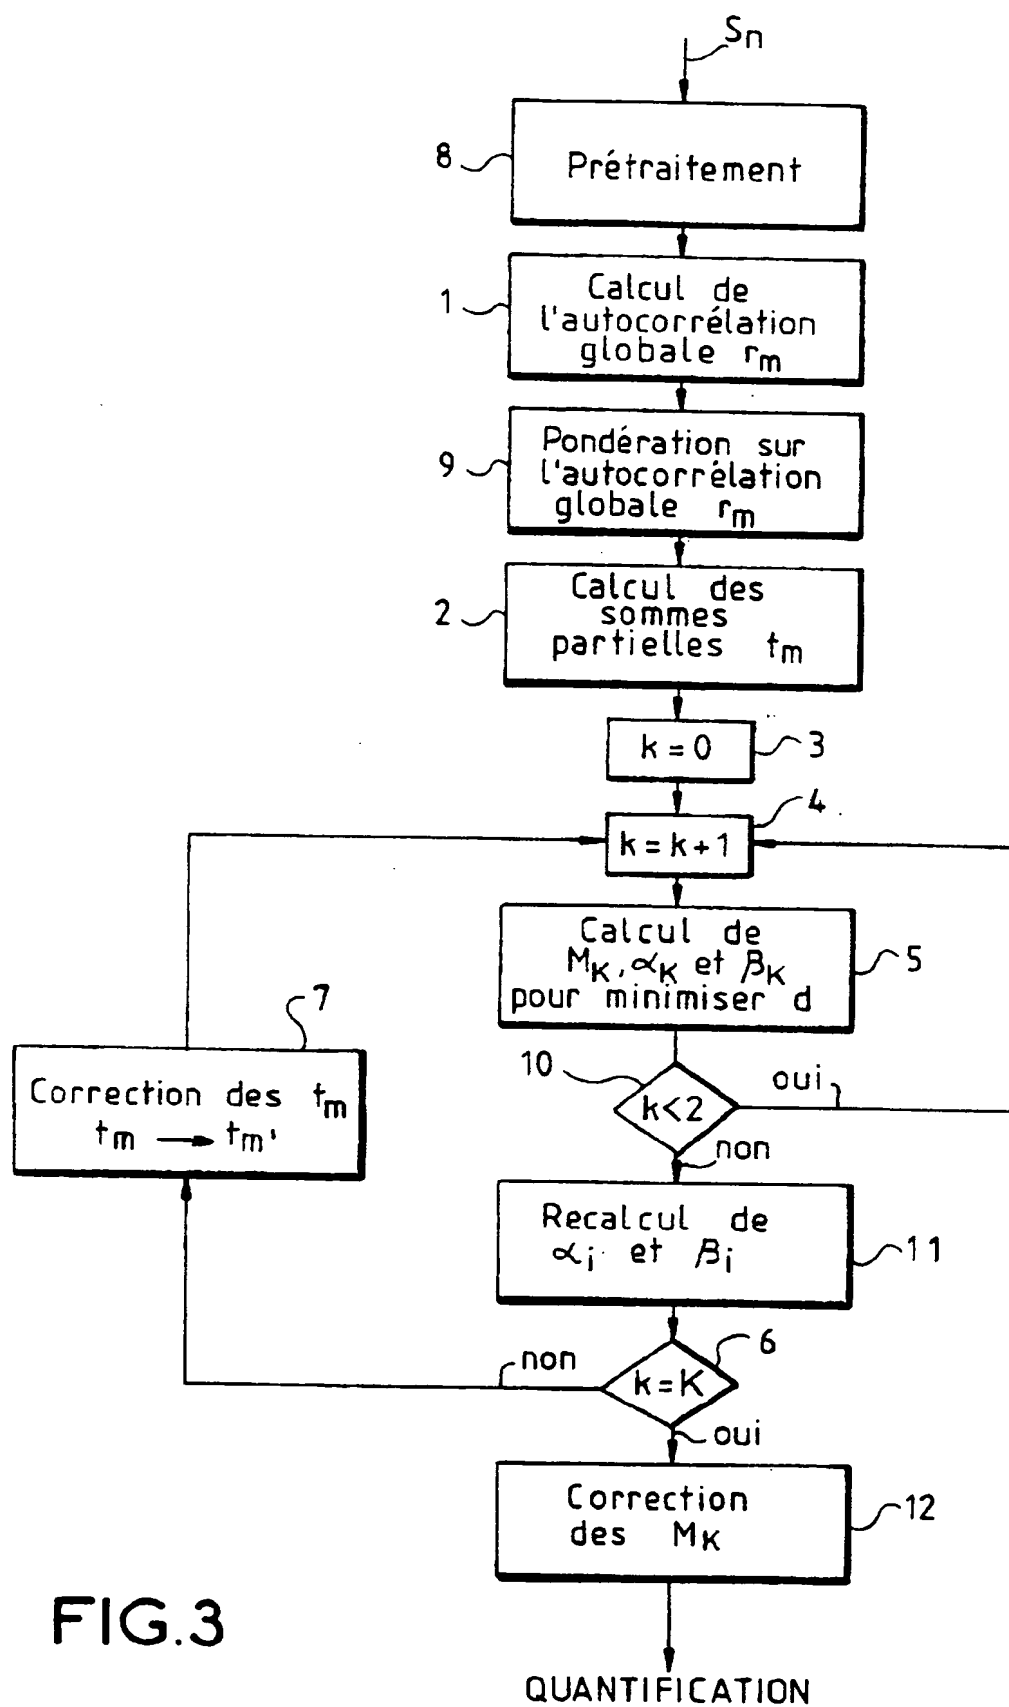 Sn
8
Prétraitement
1
Calcul de
l'autocorrélation
globale rm
9
Pondération sur
l'autocorrélation
globale rm
2
Calcul des
sommes
partielles tm
k = 0
3
4
k = k + 1
Calcul de
MK, αK et βK
pour minimiser d
5
7
Correction des tm
tm → tm'
10
k<2
oui
non
Recalcul de
αi et βi
11
6
non
k = K
oui
Correction
des MK
12
FIG.3
QUANTIFICATION